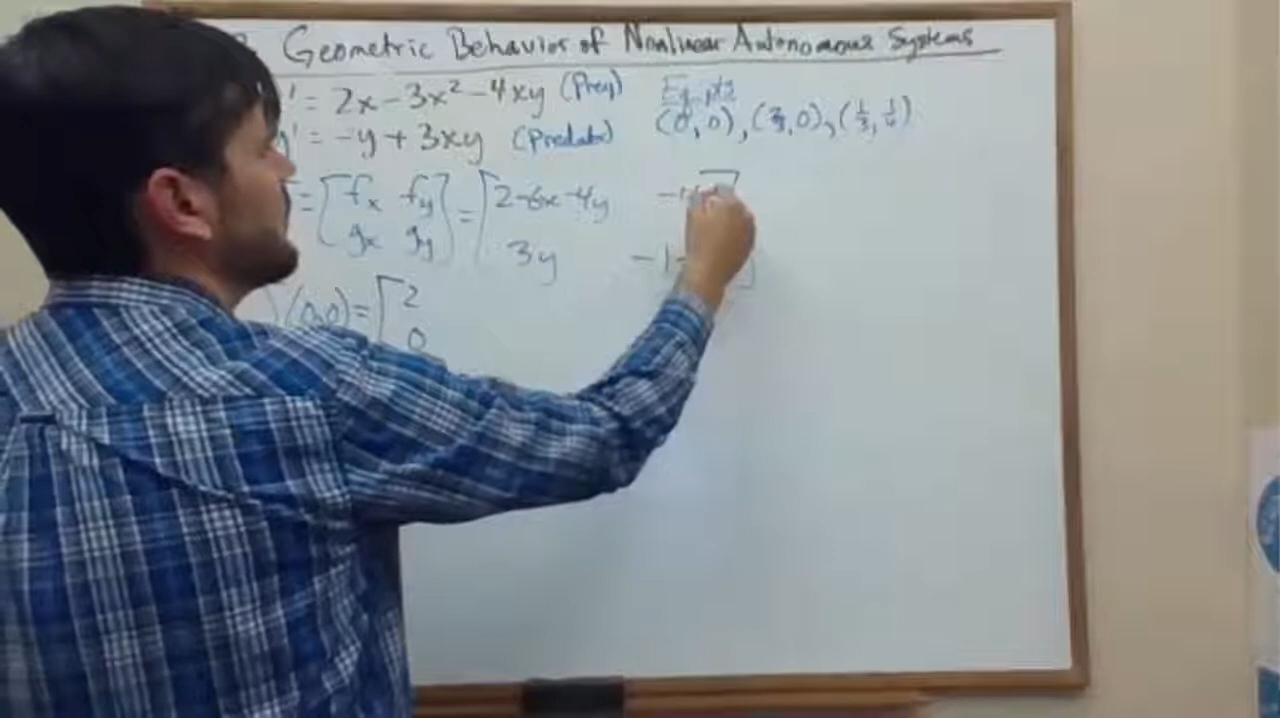 Geometric Behavior of Nonlinear Autonomous Systems
' = 2x - 3x² - 4xy (Prey) Eq. pts
y' = -y + 3xy (Predator) (0,0), (⅔,0), (⅓,¼)
= [fx fy] = [2-6x-4y
gx gy 3y -1
(0,0) = [2
0